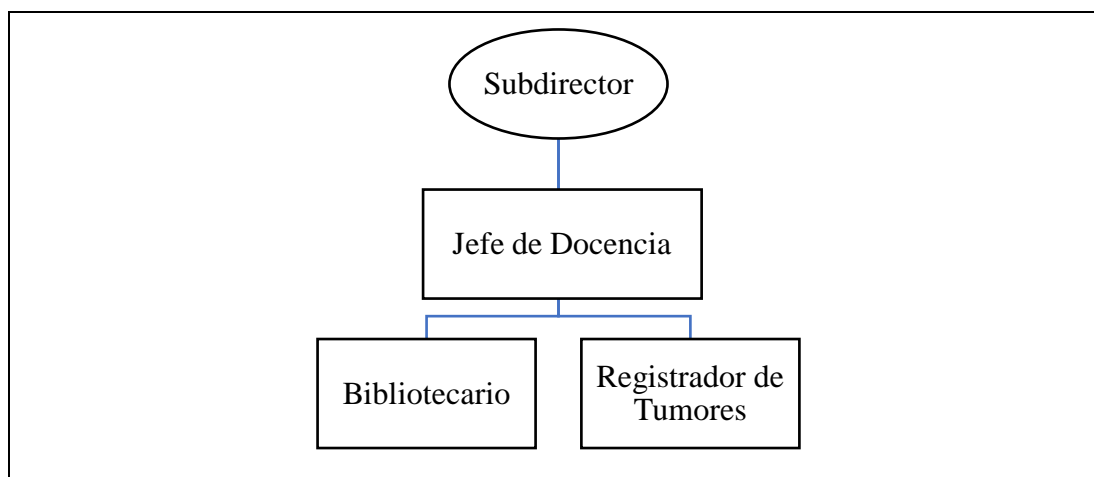 Subdirector
Jefe de Docencia
Bibliotecario
Registrador de
Tumores